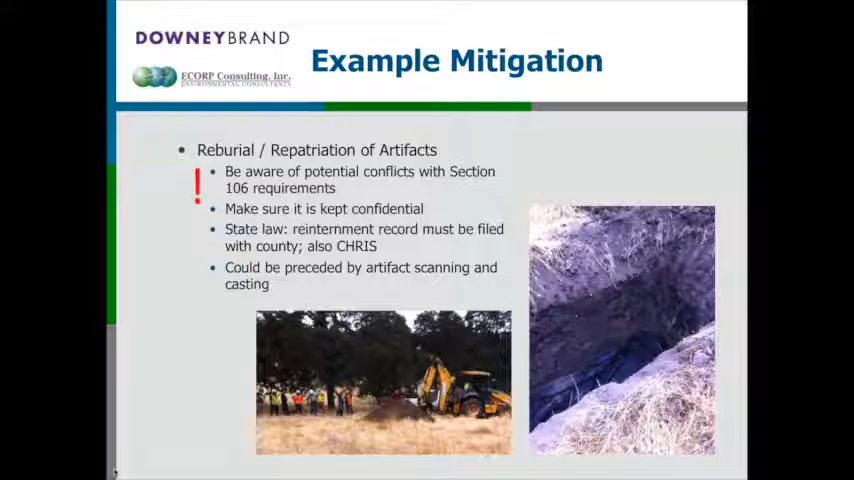 DOWNEYBRAND
ECORP Consulting, Inc.
ENVIRONMENTAL CONSULTANTS
Example Mitigation
• Reburial / Repatriation of Artifacts
! • Be aware of potential conflicts with Section
106 requirements
• Make sure it is kept confidential
• State law: reinternment record must be filed
with county; also CHRIS
• Could be preceded by artifact scanning and
casting